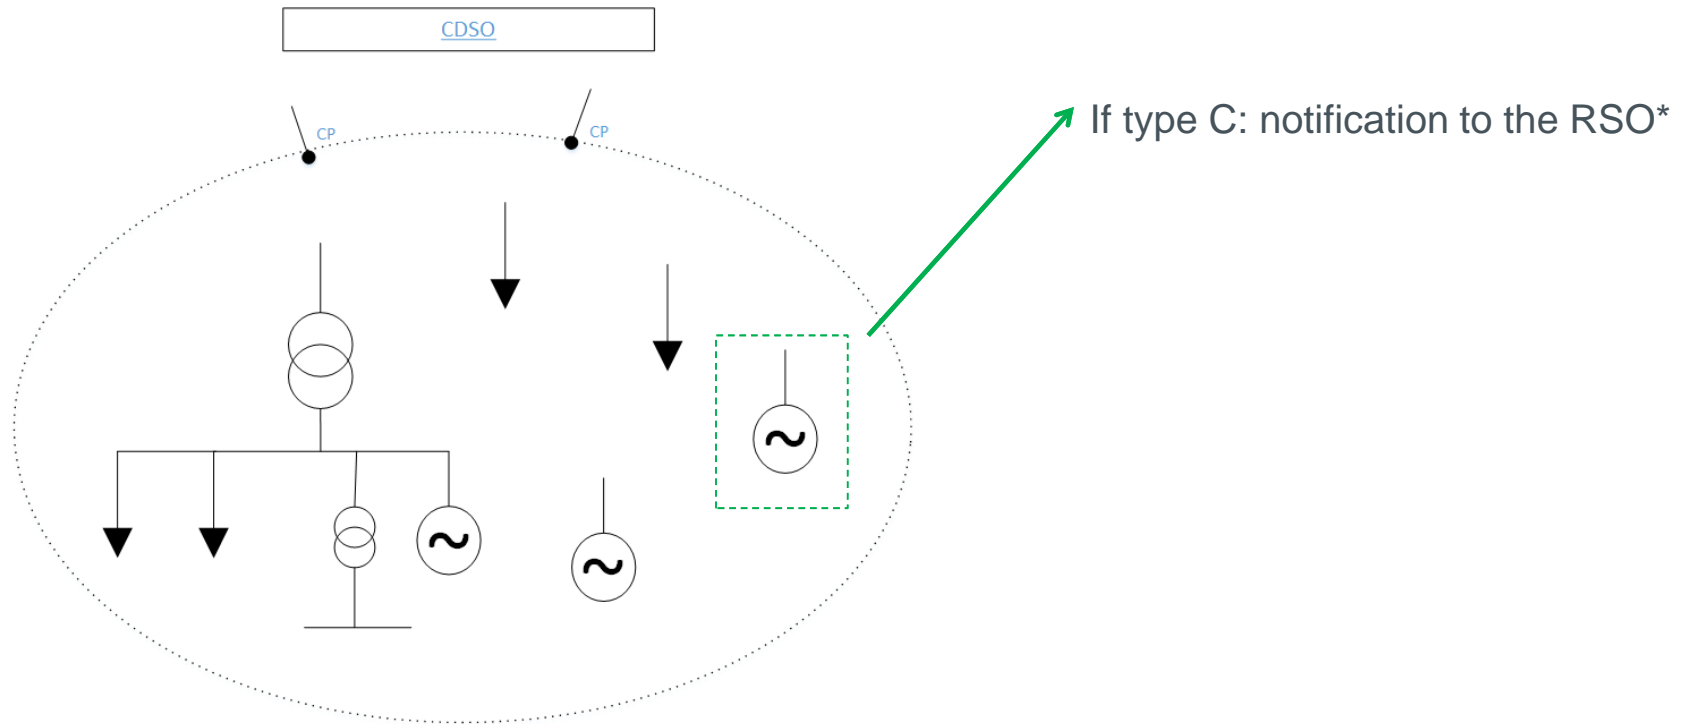 CDSO
CP
CP
If type C: notification to the RSO*